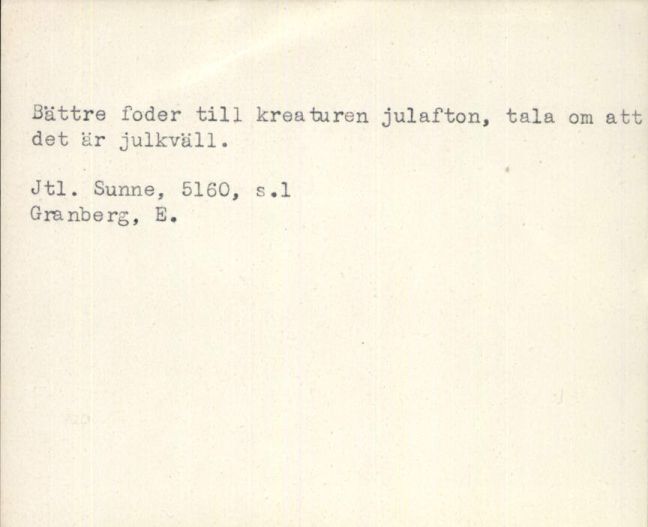 Bättre foder till kreaturen julafton, tala om att
det är julkväll.
Jtl. Sunne, 5160, s.1
Granberg, E.